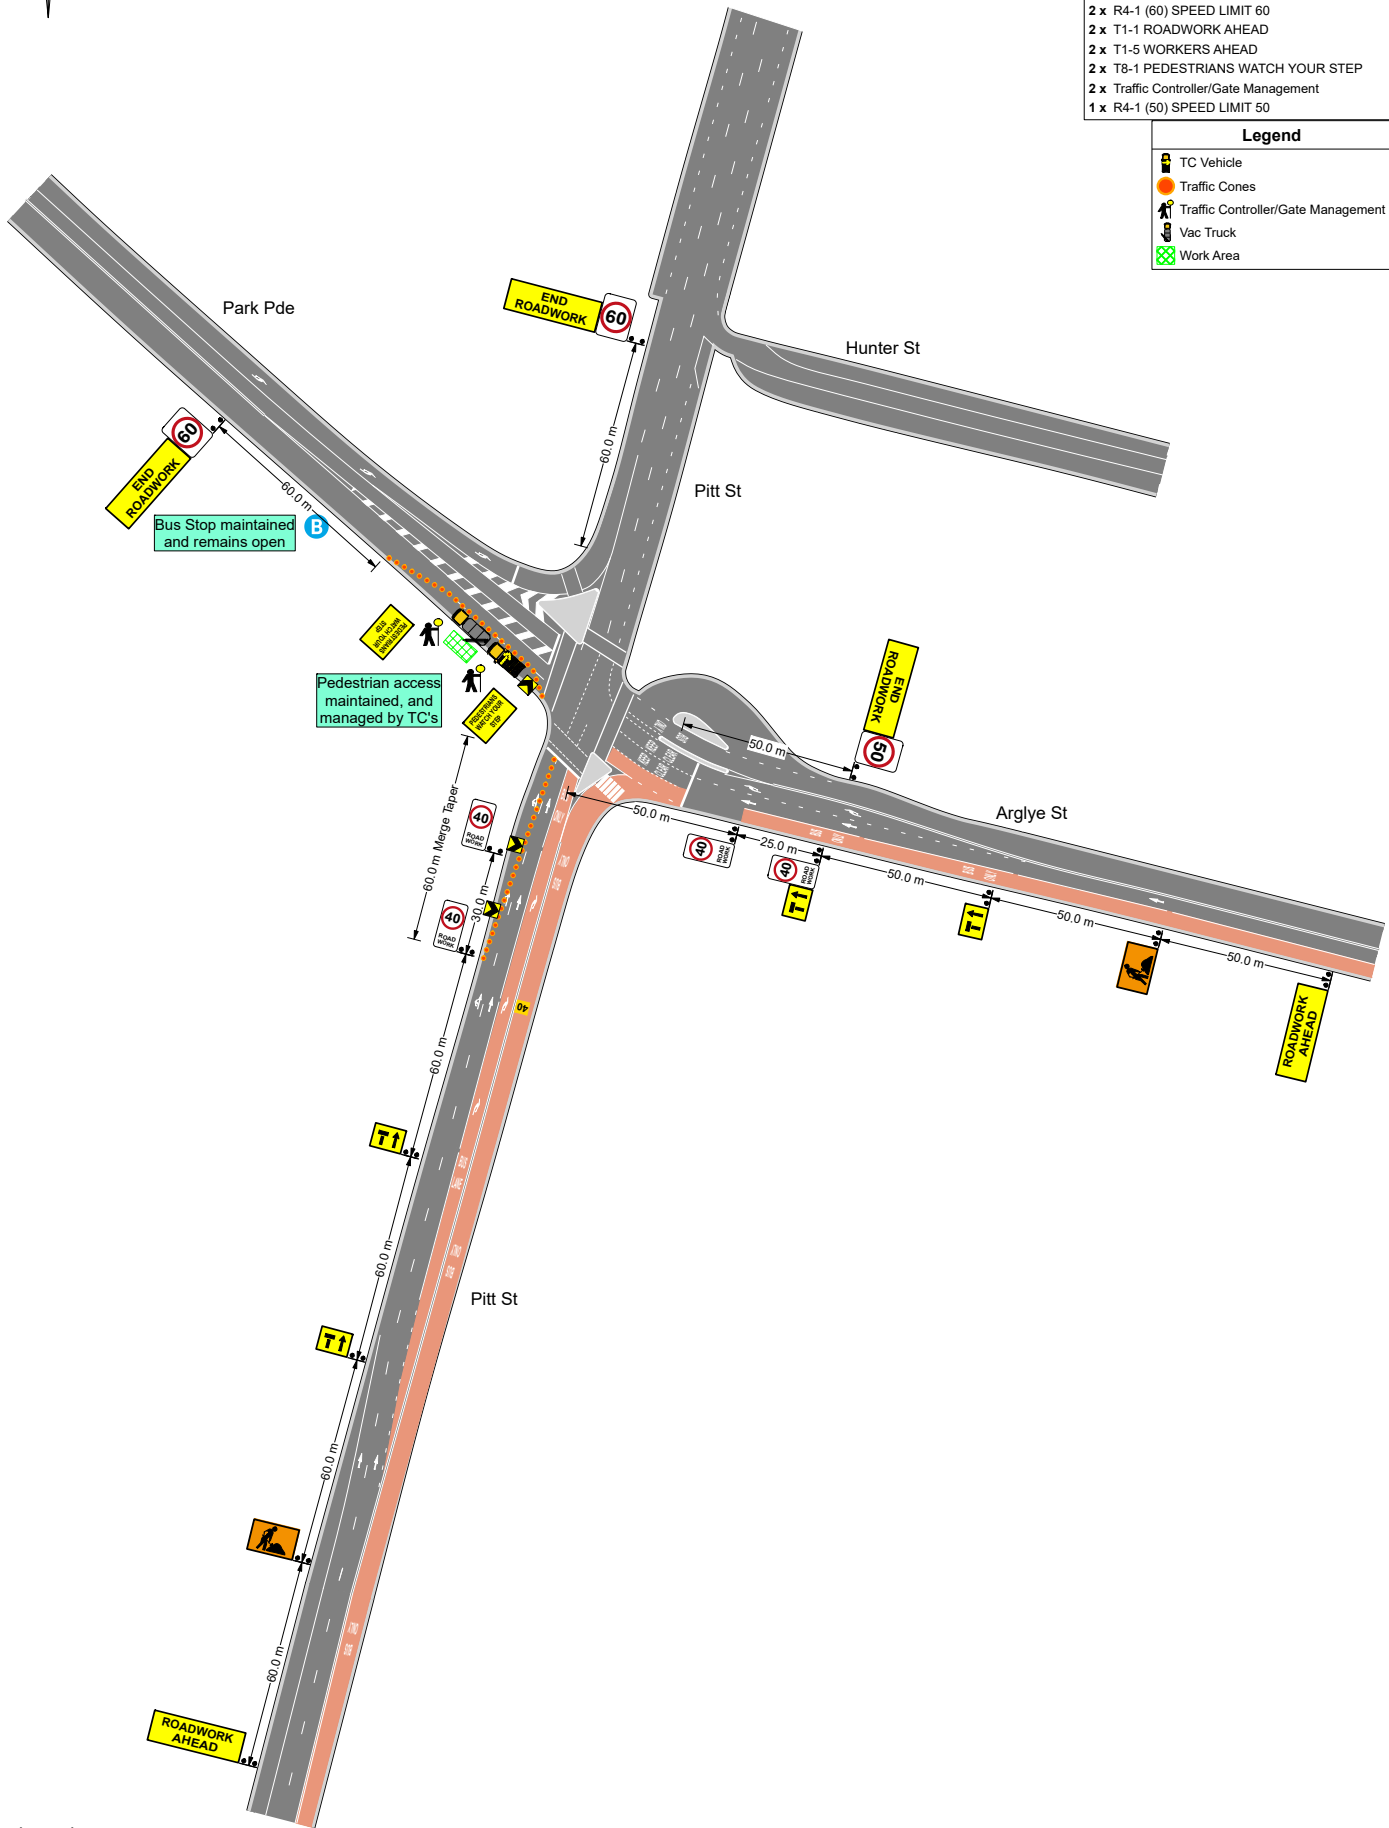 2 x R4-1 (60) SPEED LIMIT 60
2 x T1-1 ROADWORK AHEAD
2 x T1-5 WORKERS AHEAD
2 x T8-1 PEDESTRIANS WATCH YOUR STEP
2 x Traffic Controller/Gate Management
1 x R4-1 (50) SPEED LIMIT 50
Legend
TC Vehicle
Traffic Cones
Traffic Controller/Gate Management
Vac Truck
Work Area
Park Pde
END
ROADWORK
60
Hunter St
60
END
ROADWORK
60.0 m
60.0 m
Pitt St
Bus Stop maintained
and remains open
B
PEDESTRIANS
WATCH YOUR
STEP
Pedestrian access
maintained, and
managed by TC's
PEDESTRIANS
WATCH YOUR
STEP
END
ROADWORK
50
50.0 m
Arglye St
60.0 m Merge Taper
40
ROAD
WORK
30.0 m
40
ROAD
WORK
50.0 m
40
ROAD
WORK
25.0 m
40
ROAD
WORK
50.0 m
50.0 m
50.0 m
ROADWORK
AHEAD
40
60.0 m
60.0 m
Pitt St
60.0 m
60.0 m
ROADWORK
AHEAD